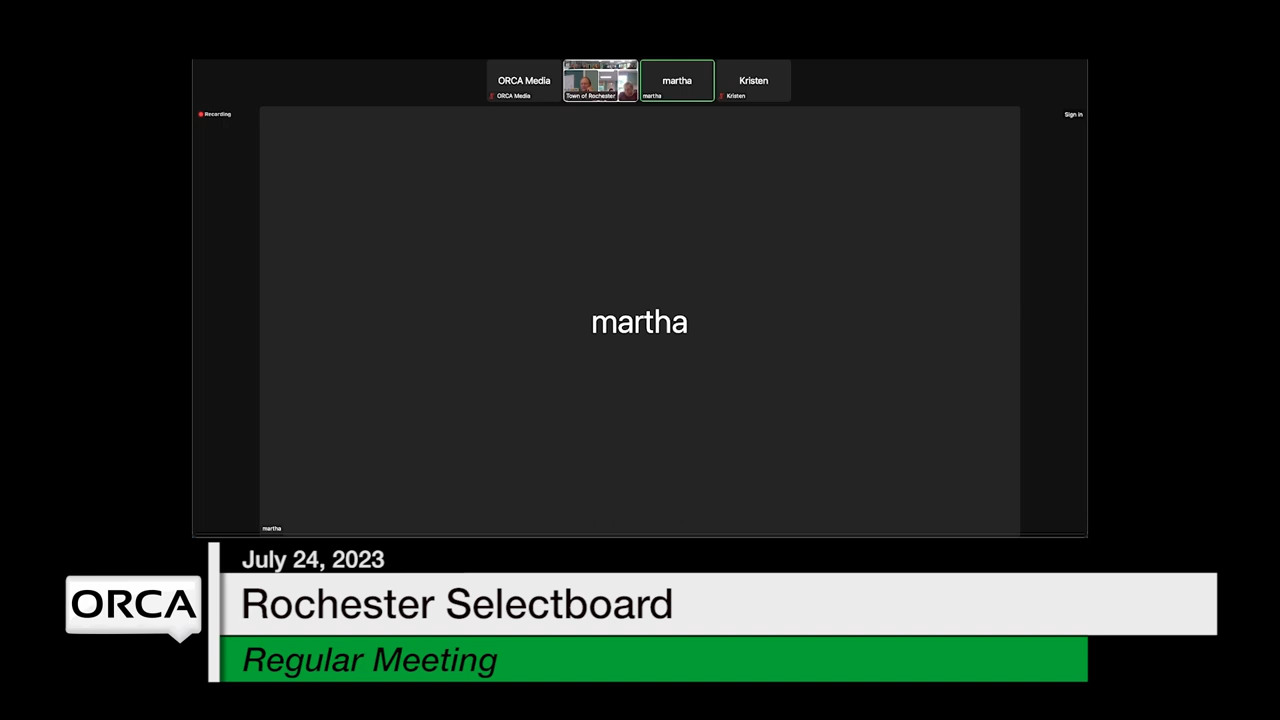 ORCA Media
martha
Kristen
ORCA Media
Town of Rochester
martha
Kristen
Recording
Sign in
martha
martha
July 24, 2023
ORCA
Rochester Selectboard
Regular Meeting